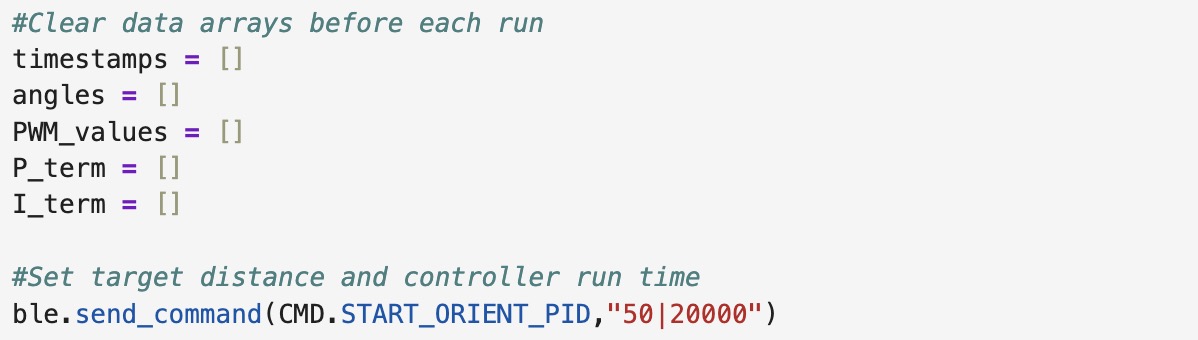 #Clear data arrays before each run
timestamps = []
angles = []
PWM_values = []
P_term = []
I_term = []
#Set target distance and controller run time
ble.send_command(CMD.START_ORIENT_PID,"50|20000")